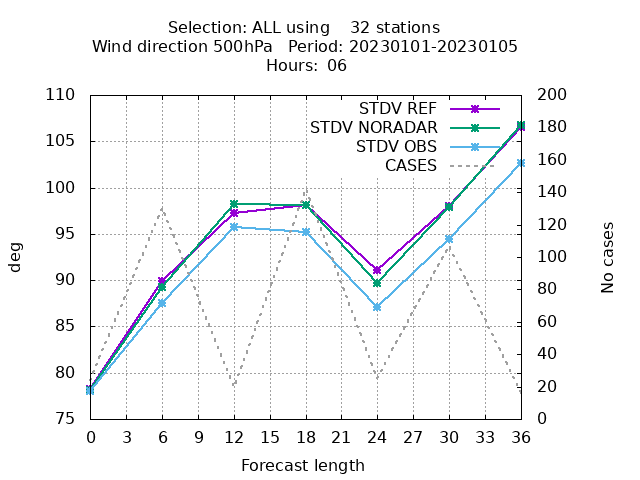 Selection: ALL using    32 stations
Wind direction 500hPa   Period: 20230101-20230105
Hours: 06
110
105
100
95
90
85
80
75
deg
200
180
160
140
120
100
80
60
40
20
0
No cases
STDV REF
STDV NORADAR
STDV OBS
CASES
0 3 6 9 12 15 18 21 24 27 30 33 36
Forecast length